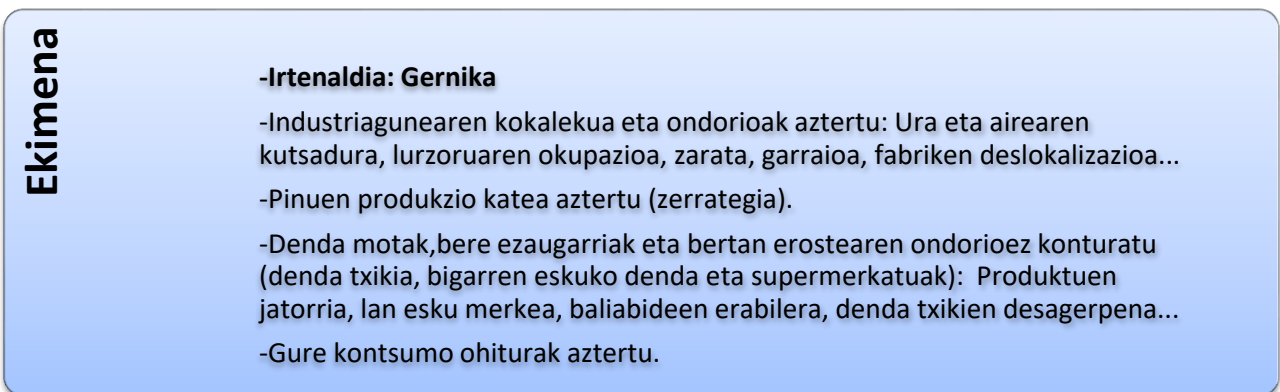 Ekimena
-Irtenaldia: Gernika
-Industriagunearen kokalekua eta ondorioak aztertu: Ura eta airearen
kutsadura, lurzoruaren okupazioa, zarata, garraioa, fabriken deslokalizazioa...
-Pinuen produkzio katea aztertu (zerrategia).
-Denda motak,bere ezaugarriak eta bertan erostearen ondorioez konturatu
(denda txikia, bigarren eskuko denda eta supermerkatuak):  Produktuen
jatorria, lan esku merkea, baliabideen erabilera, denda txikien desagerpena...
-Gure kontsumo ohiturak aztertu.